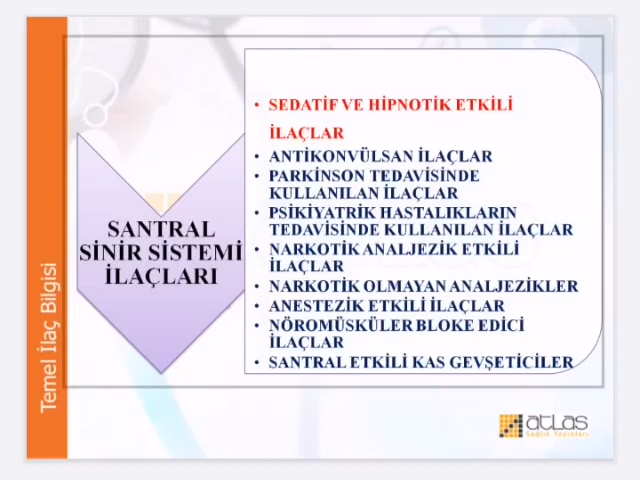 SANTRAL
SİNİR SİSTEMİ
İLAÇLARI
• SEDATİF VE HİPNOTİK ETKİLİ
İLAÇLAR
• ANTİKONVÜLSAN İLAÇLAR
• PARKİNSON TEDAVİSİNDE
KULLANILAN İLAÇLAR
• PSİKİYATRİK HASTALIKLARIN
TEDAVİSİNDE KULLANILAN İLAÇLAR
• NARKOTİK ANALJEZİK ETKİLİ
İLAÇLAR
• NARKOTİK OLMAYAN ANALJEZİKLER
• ANESTEZİK ETKİLİ İLAÇLAR
• NÖROMÜSKÜLER BLOKE EDİCİ
İLAÇLAR
• SANTRAL ETKİLİ KAS GEVŞETİCİLER
Temel İlaç Bilgisi
atlas
Sağlık Yayınları